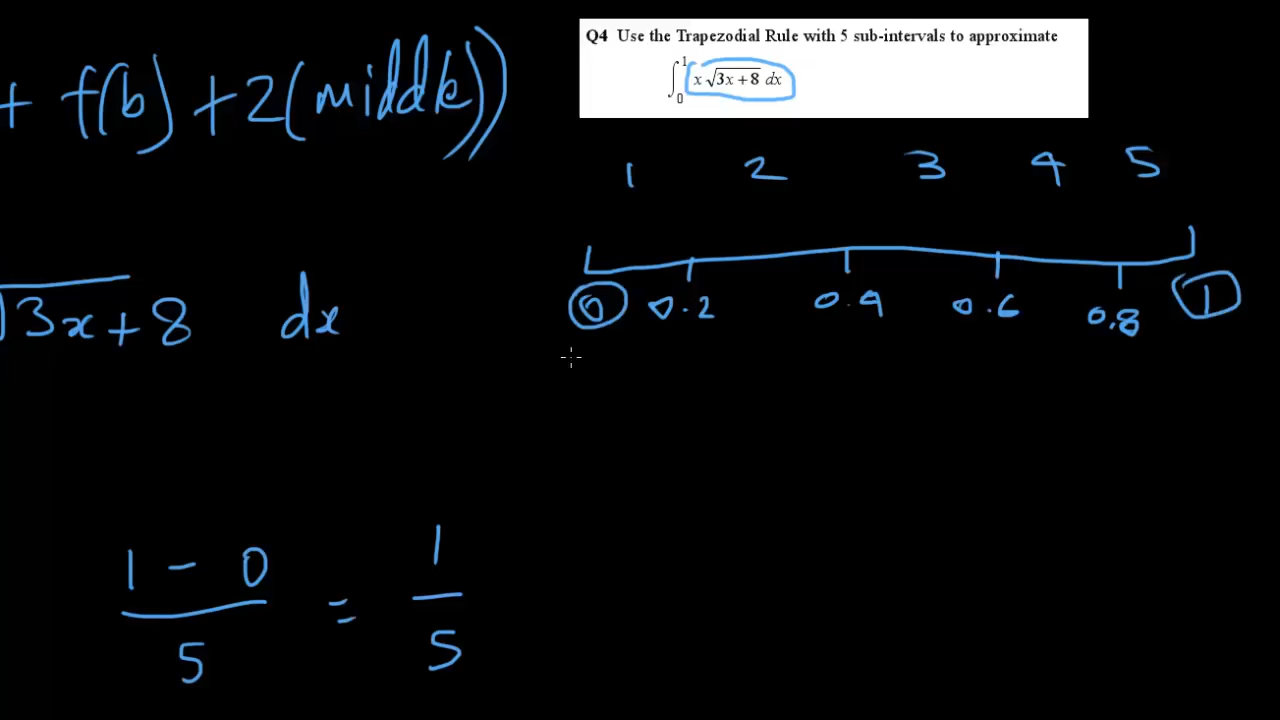 + f(b) + 2(middle))
Q4 Use the Trapezodial Rule with 5 sub-intervals to approximate
∫₀¹ x √3x + 8 dx
1 2 3 4 5
0 0.2 0.4 0.6 0.8 1
√3x + 8 dx
1 - 0 / 5 = 1 / 5